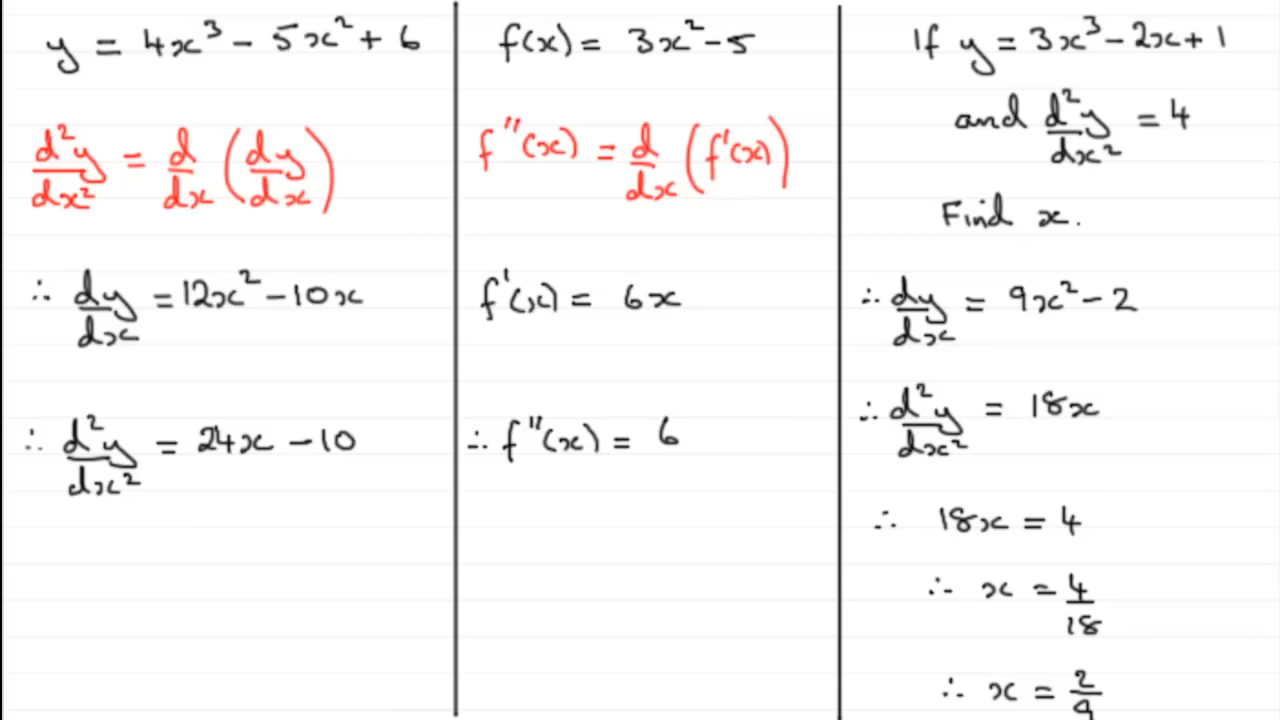 y = 4x³ - 5x² + 6
d²y/dx² = d/dx (dy/dx)
∴ dy/dx = 12x² - 10x
∴ d²y/dx² = 24x - 10
f(x) = 3x² - 5
f''(x) = d/dx (f'(x))
f'(x) = 6x
∴ f''(x) = 6
If y = 3x³ - 2x + 1
and d²y/dx² = 4
Find x.
∴ dy/dx = 9x² - 2
∴ d²y/dx² = 18x
∴ 18x = 4
∴ x = 4/18
∴ x = 2/9